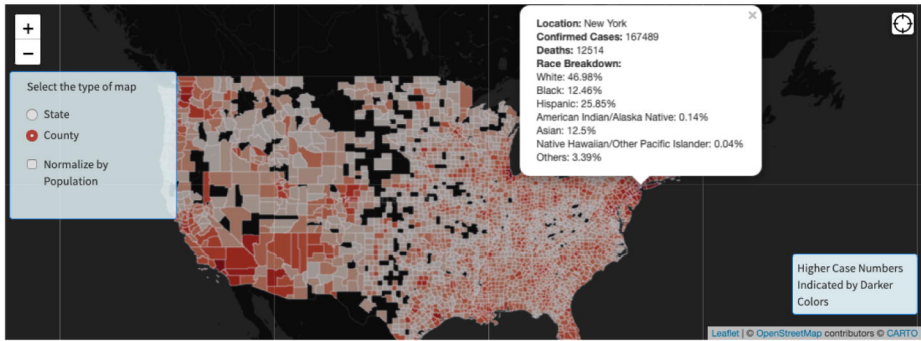 +
−
Select the type of map
State
County
Normalize by
Population
×
Location: New York
Confirmed Cases: 167489
Deaths: 12514
Race Breakdown:
White: 46.98%
Black: 12.46%
Hispanic: 25.85%
American Indian/Alaska Native: 0.14%
Asian: 12.5%
Native Hawaiian/Other Pacific Islander: 0.04%
Others: 3.39%
Higher Case Numbers
Indicated by Darker
Colors
Leaflet | © OpenStreetMap contributors © CARTO